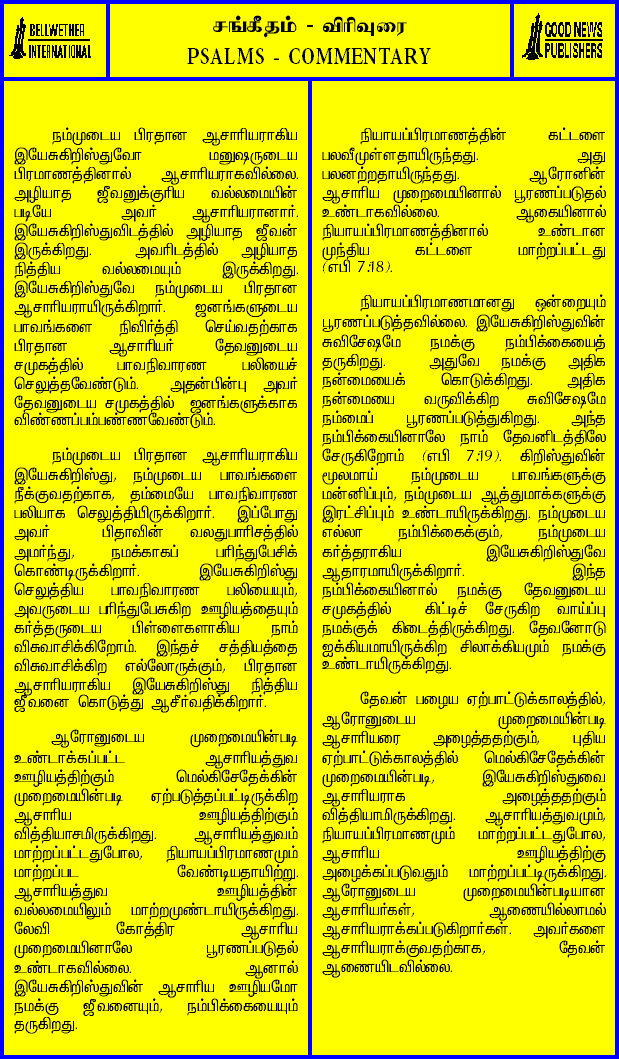 BELLWETHER
INTERNATIONAL
சங்கீதம் - விரிவுரை
PSALMS - COMMENTARY
GOOD NEWS
PUBLISHERS
நம்முடைய பிரதான ஆசாரியராகிய
இயேசுகிறிஸ்துவோ மனுஷருடைய
பிரமாணத்தினால் ஆசாரியராகவில்லை.
அழியாத ஜீவனுக்குரிய வல்லமையின்
படியே அவர் ஆசாரியரானார்.
இயேசுகிறிஸ்துவிடத்தில் அழியாத ஜீவன்
இருக்கிறது. அவரிடத்தில் அழியாத
நித்திய வல்லமையும் இருக்கிறது.
இயேசுகிறிஸ்துவே நம்முடைய பிரதான
ஆசாரியராயிருக்கிறார். ஜனங்களுடைய
பாவங்களை நிவிர்த்தி செய்வதற்காக
பிரதான ஆசாரியர் தேவனுடைய
சமுகத்தில் பாவநிவாரண பலியைச்
செலுத்தவேண்டும். அதன்பின்பு அவர்
தேவனுடைய சமுகத்தில் ஜனங்களுக்காக
விண்ணப்பம்பண்ணவேண்டும்.
நம்முடைய பிரதான ஆசாரியராகிய
இயேசுகிறிஸ்து, நம்முடைய பாவங்களை
நீக்குவதற்காக, தம்மையே பாவநிவாரண
பலியாக செலுத்தியிருக்கிறார். இப்போது
அவர் பிதாவின் வலதுபாரிசத்தில்
அமர்ந்து, நமக்காகப் பரிந்துபேசிக்
கொண்டிருக்கிறார். இயேசுகிறிஸ்து
செலுத்திய பாவநிவாரண பலியையும்,
அவருடைய பரிந்துபேசுகிற ஊழியத்தையும்
கர்த்தருடைய பிள்ளைகளாகிய நாம்
விசுவாசிக்கிறோம். இந்தச் சத்தியத்தை
விசுவாசிக்கிற எல்லோருக்கும், பிரதான
ஆசாரியராகிய இயேசுகிறிஸ்து நித்திய
ஜீவனை கொடுத்து ஆசீர்வதிக்கிறார்.
ஆரோனுடைய முறைமையின்படி
உண்டாக்கப்பட்ட ஆசாரியத்துவ
ஊழியத்திற்கும் மெல்கிசேதேக்கின்
முறைமையின்படி ஏற்படுத்தப்பட்டிருக்கிற
ஆசாரிய ஊழியத்திற்கும்
வித்தியாசமிருக்கிறது. ஆசாரியத்துவம்
மாற்றப்பட்டதுபோல, நியாயப்பிரமாணமும்
மாற்றப்பட வேண்டியதாயிற்று.
ஆசாரியத்துவ ஊழியத்தின்
வல்லமையிலும் மாற்றமுண்டாயிருக்கிறது.
லேவி கோத்திர ஆசாரிய
முறைமையினாலே பூரணப்படுதல்
உண்டாகவில்லை. ஆனால்
இயேசுகிறிஸ்துவின் ஆசாரிய ஊழியமோ
நமக்கு ஜீவனையும், நம்பிக்கையையும்
தருகிறது.
நியாயப்பிரமாணத்தின் கட்டளை
பலவீமுள்ளதாயிருந்தது. அது
பலனற்றதாயிருந்தது. ஆரோனின்
ஆசாரிய முறைமையினால் பூரணப்படுதல்
உண்டாகவில்லை. ஆகையினால்
நியாயப்பிரமாணத்தினால் உண்டான
முந்திய கட்டளை மாற்றப்பட்டது
(எபி 7:18).
நியாயப்பிரமாணமானது ஒன்றையும்
பூரணப்படுத்தவில்லை. இயேசுகிறிஸ்துவின்
சுவிசேஷமே நமக்கு நம்பிக்கையைத்
தருகிறது. அதுவே நமக்கு அதிக
நன்மையைக் கொடுக்கிறது. அதிக
நன்மையை வருவிக்கிற சுவிசேஷமே
நம்மைப் பூரணப்படுத்துகிறது. அந்த
நம்பிக்கையினாலே நாம் தேவனிடத்திலே
சேருகிறோம் (எபி 7:19). கிறிஸ்துவின்
மூலமாய் நம்முடைய பாவங்களுக்கு
மன்னிப்பும், நம்முடைய ஆத்துமாக்களுக்கு
இரட்சிப்பும் உண்டாயிருக்கிறது. நம்முடைய
எல்லா நம்பிக்கைக்கும், நம்முடைய
கர்த்தராகிய இயேசுகிறிஸ்துவே
ஆதாரமாயிருக்கிறார். இந்த
நம்பிக்கையினால் நமக்கு தேவனுடைய
சமுகத்தில் கிட்டிச் சேருகிற வாய்ப்பு
நமக்குக் கிடைத்திருக்கிறது. தேவனோடு
ஐக்கியமாயிருக்கிற சிலாக்கியமும் நமக்கு
உண்டாயிருக்கிறது.
தேவன் பழைய ஏற்பாட்டுக்காலத்தில்,
ஆரோனுடைய முறைமையின்படி
ஆசாரியரை அழைத்ததற்கும், புதிய
ஏற்பாட்டுக்காலத்தில் மெல்கிசேதேக்கின்
முறைமையின்படி, இயேசுகிறிஸ்துவை
ஆசாரியராக அழைத்ததற்கும்
வித்தியாமிருக்கிறது. ஆசாரியத்துவமும்,
நியாயப்பிரமாணமும் மாற்றப்பட்டதுபோல,
ஆசாரிய ஊழியத்திற்கு
அழைக்கப்படுவதும் மாற்றப்பட்டிருக்கிறது.
ஆரோனுடைய முறைமையின்படியான
ஆசாரியர்கள், ஆணையில்லாமல்
ஆசாரியராக்கப்படுகிறார்கள். அவர்களை
ஆசாரியராக்குவதற்காக, தேவன்
ஆணையிடவில்லை.